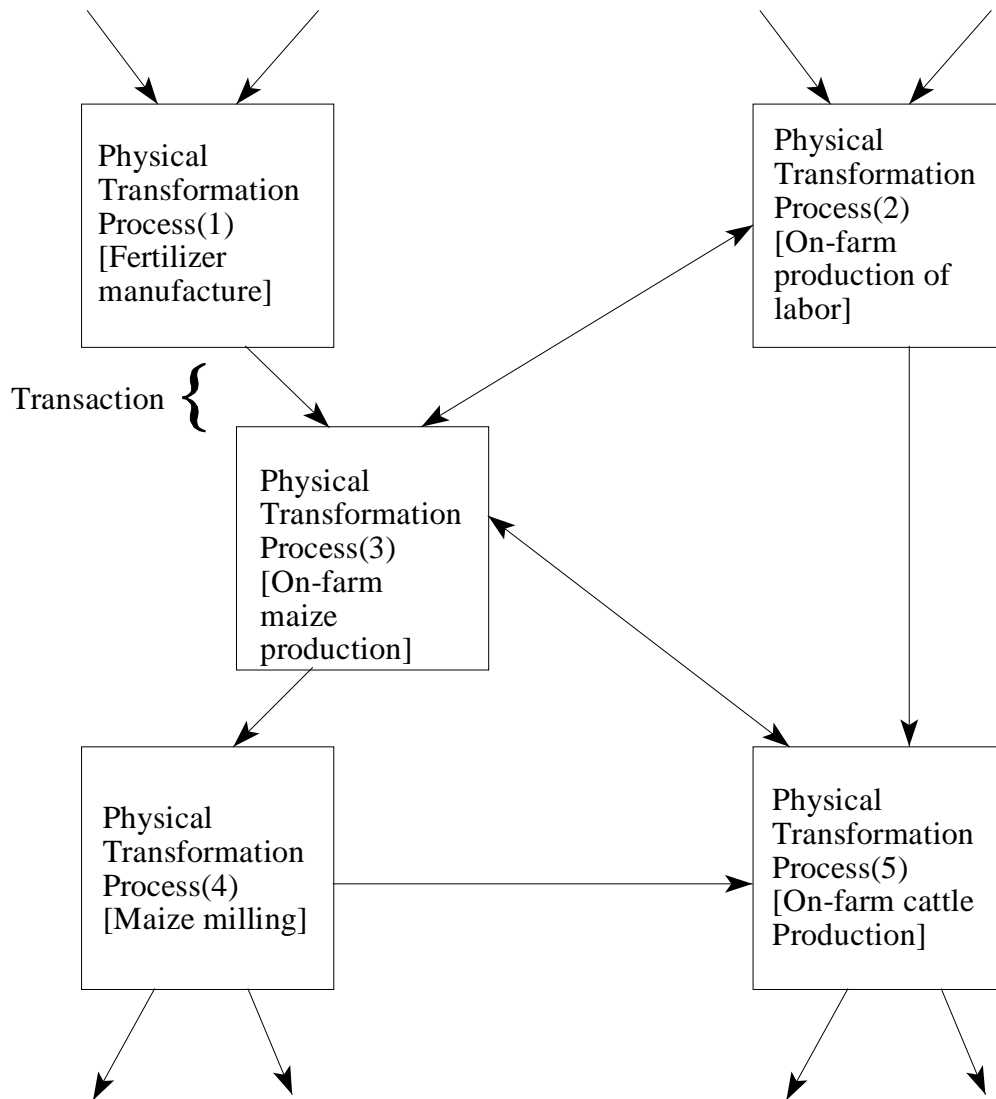 Physical
Transformation
Process(1)
[Fertilizer
manufacture]
Physical
Transformation
Process(2)
[On-farm
production of
labor]
Transaction {
Physical
Transformation
Process(3)
[On-farm
maize
production]
Physical
Transformation
Process(4)
[Maize milling]
Physical
Transformation
Process(5)
[On-farm cattle
Production]